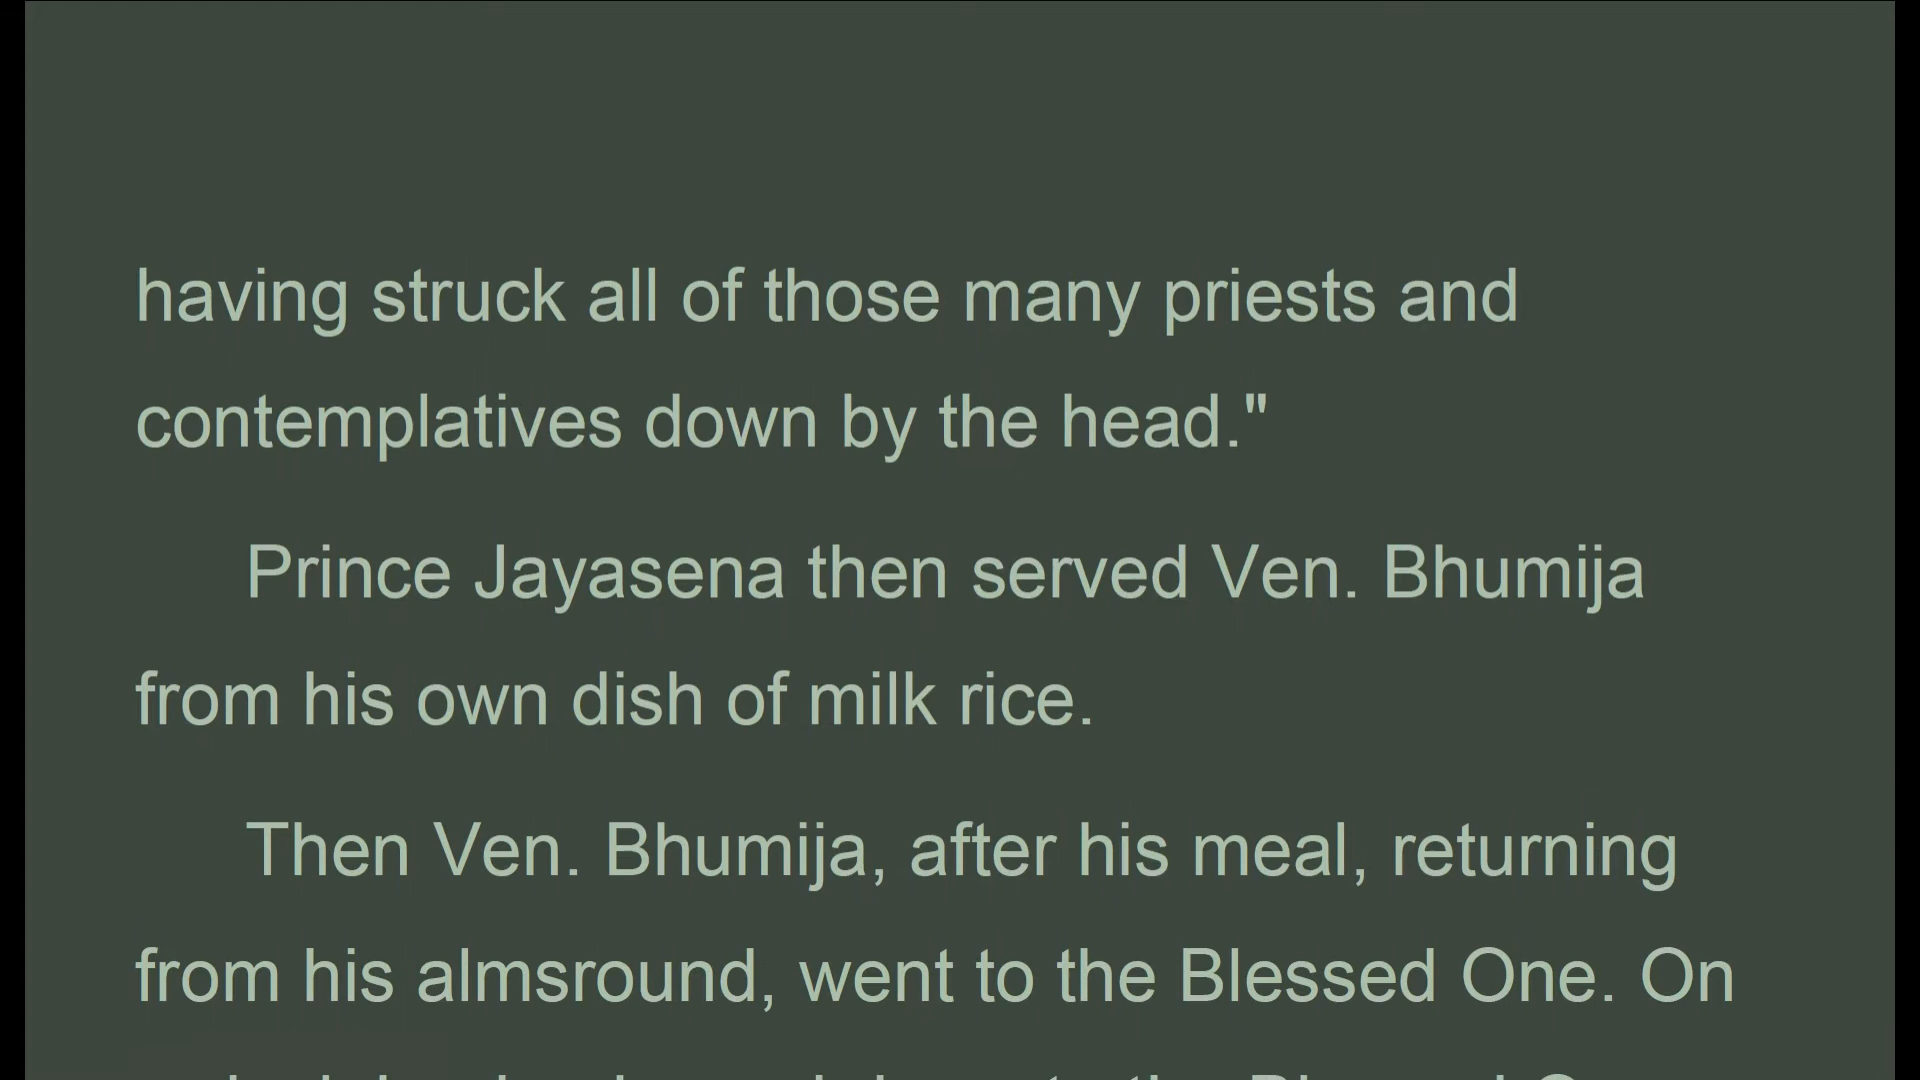 having struck all of those many priests and
contemplatives down by the head."
Prince Jayasena then served Ven. Bhumija
from his own dish of milk rice.
Then Ven. Bhumija, after his meal, returning
from his almsround, went to the Blessed One. On